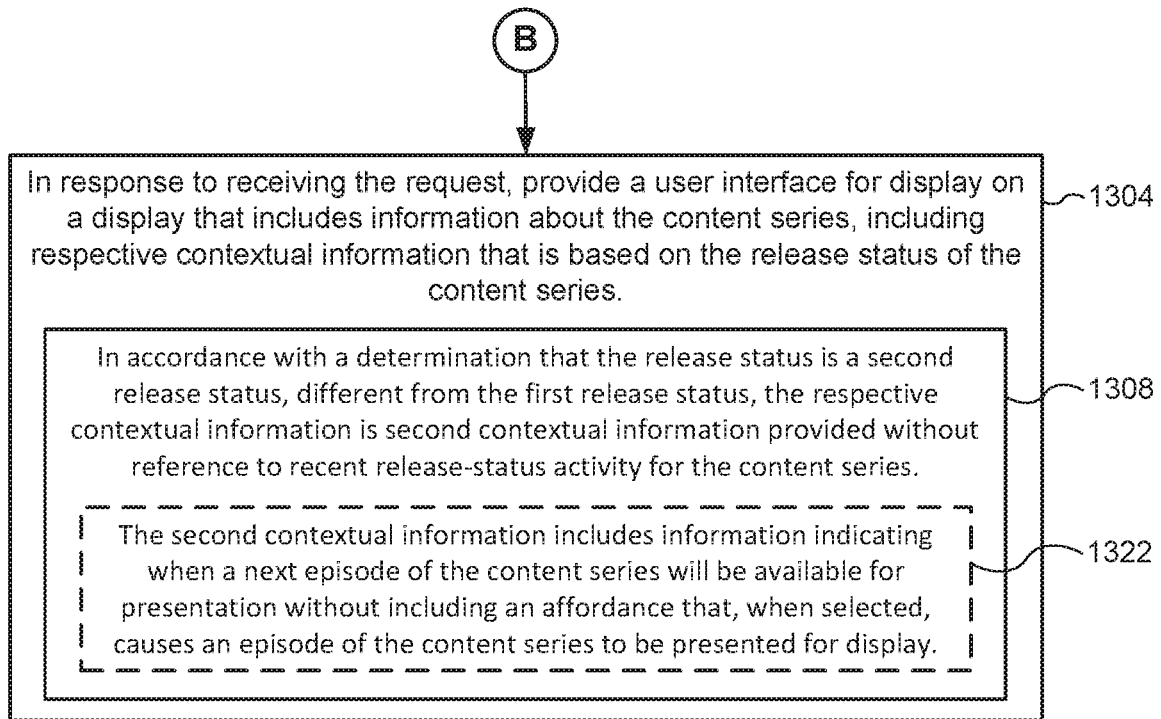 B
In response to receiving the request, provide a user interface for display on
a display that includes information about the content series, including
respective contextual information that is based on the release status of the
content series.
1304
In accordance with a determination that the release status is a second
release status, different from the first release status, the respective
contextual information is second contextual information provided without
reference to recent release-status activity for the content series.
1308
The second contextual information includes information indicating
when a next episode of the content series will be available for
presentation without including an affordance that, when selected,
causes an episode of the content series to be presented for display.
1322